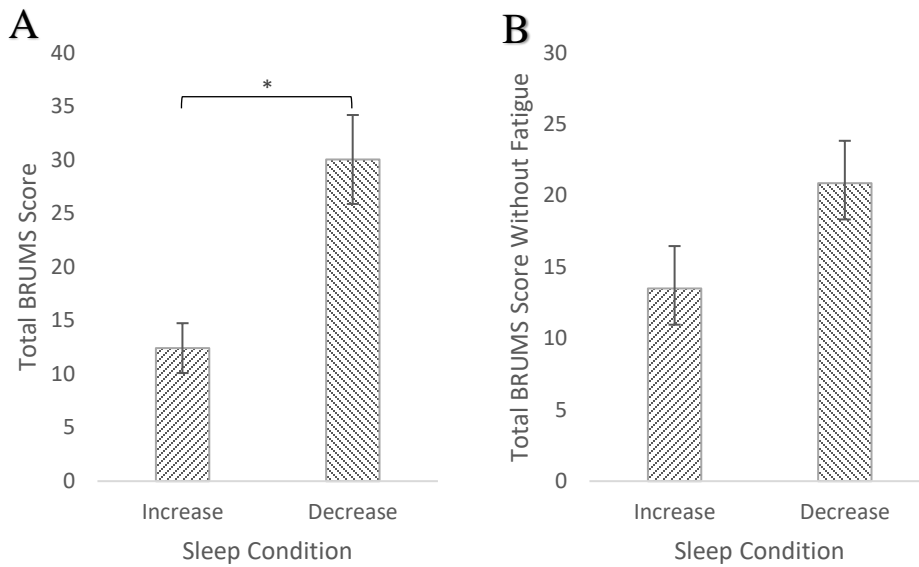 A
Total BRUMS Score
40
35
30
25
20
15
10
5
0
*
Increase
Decrease
Sleep Condition
B
Total BRUMS Score Without Fatigue
30
25
20
15
10
5
0
Increase
Decrease
Sleep Condition